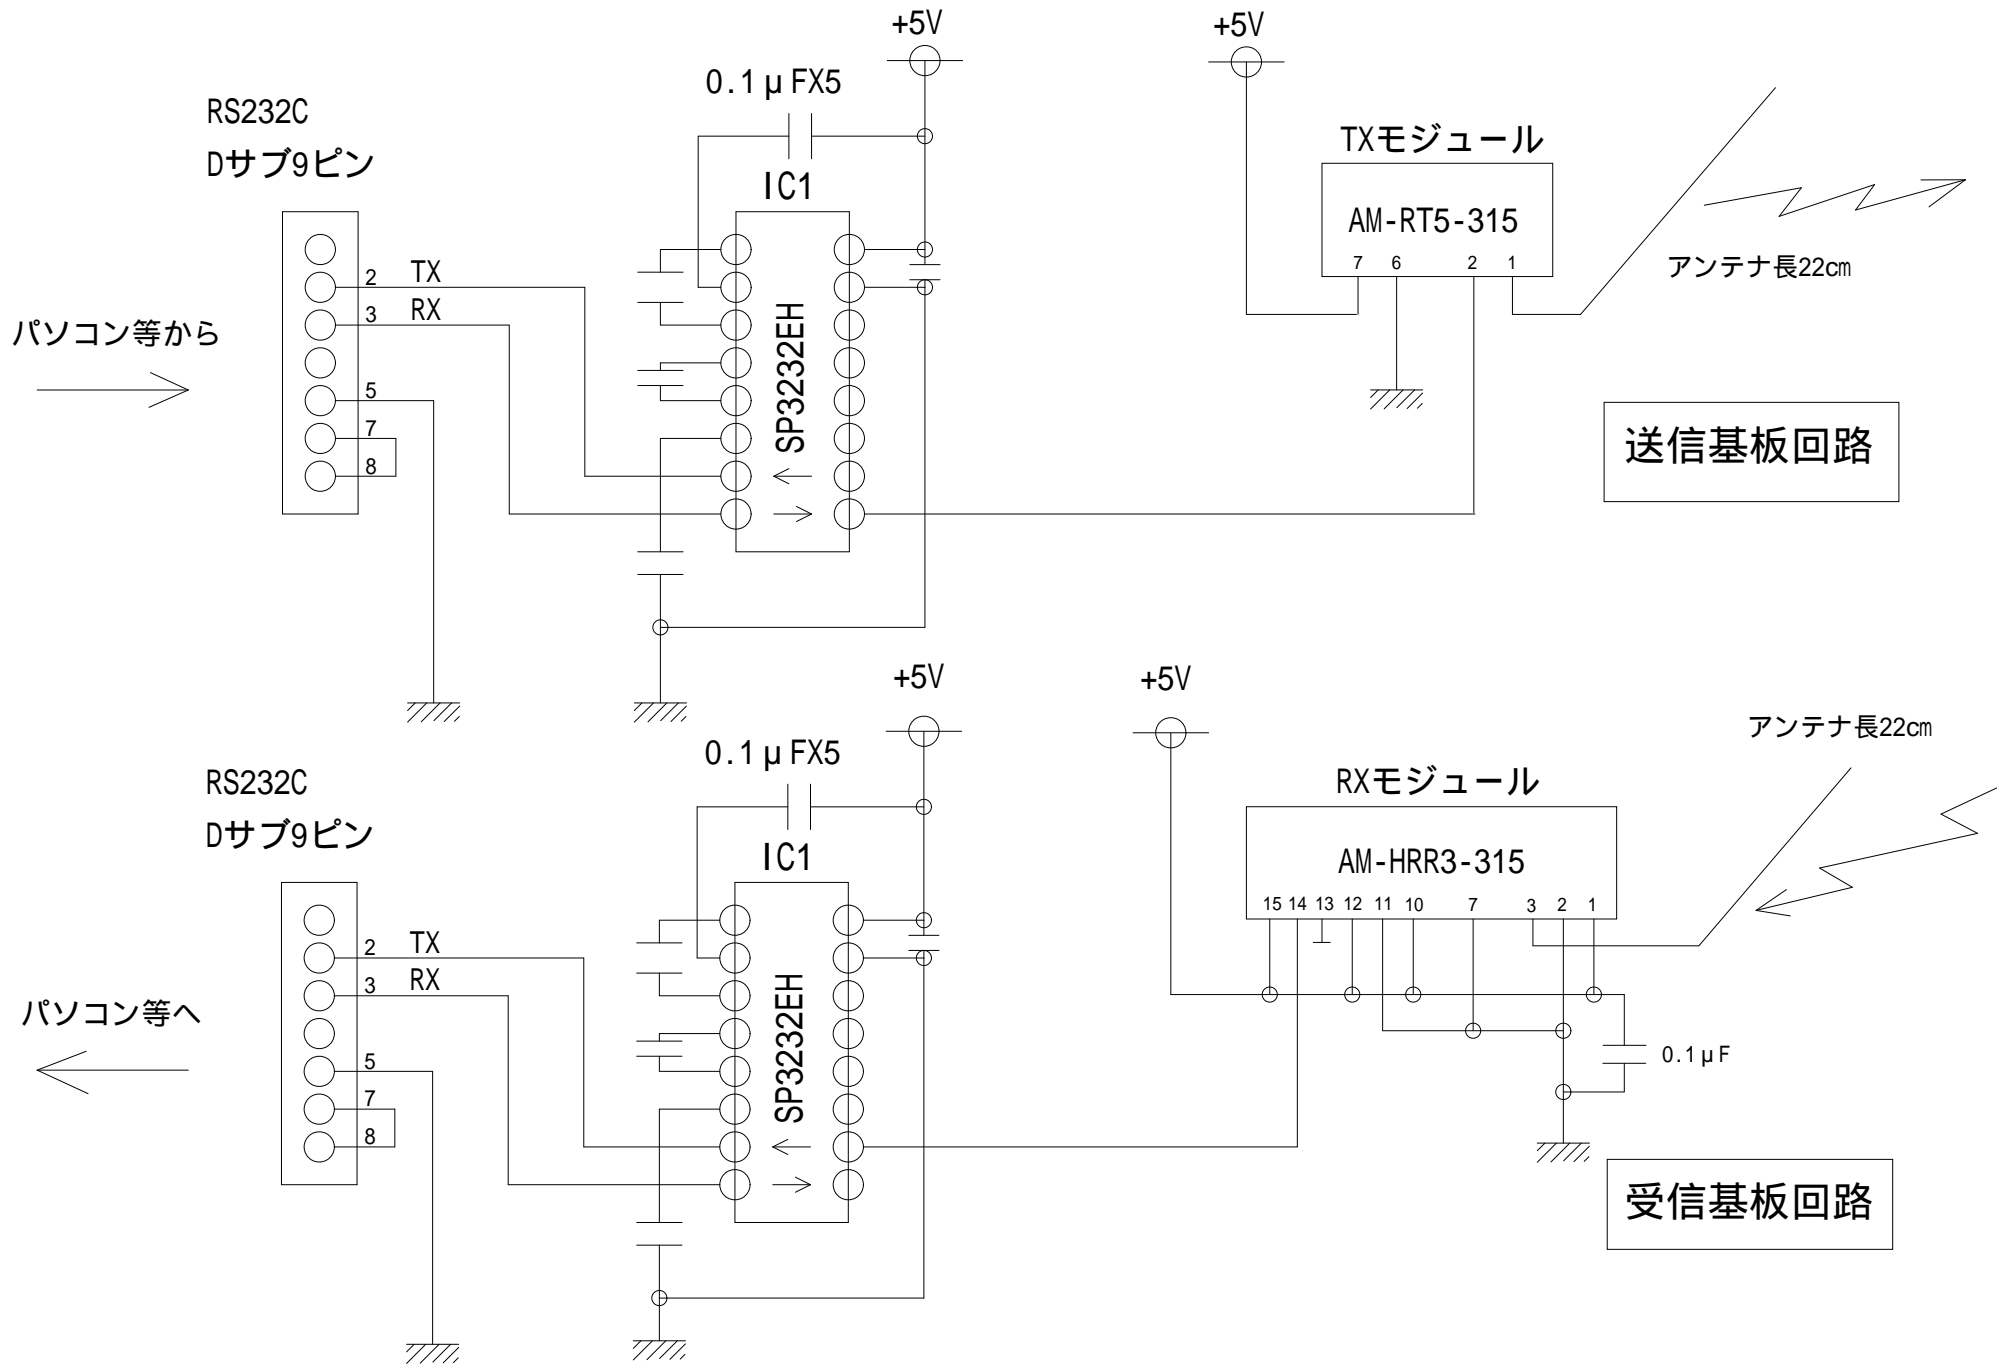 +5V
+5V
0.1μFX5
RS232C
Dサブ9ピン
IC1
TXモジュール
AM-RT5-315
7 6 2 1
アンテナ長22㎝
2 TX
3 RX
パソコン等から
5
7
8
SP3232EH
送信基板回路
+5V
+5V
アンテナ長22㎝
0.1μFX5
RS232C
Dサブ9ピン
IC1
RXモジュール
AM-HRR3-315
15 14 13 12 11 10 7 3 2 1
2 TX
3 RX
パソコン等へ
5
7
8
SP3232EH
0.1μF
受信基板回路